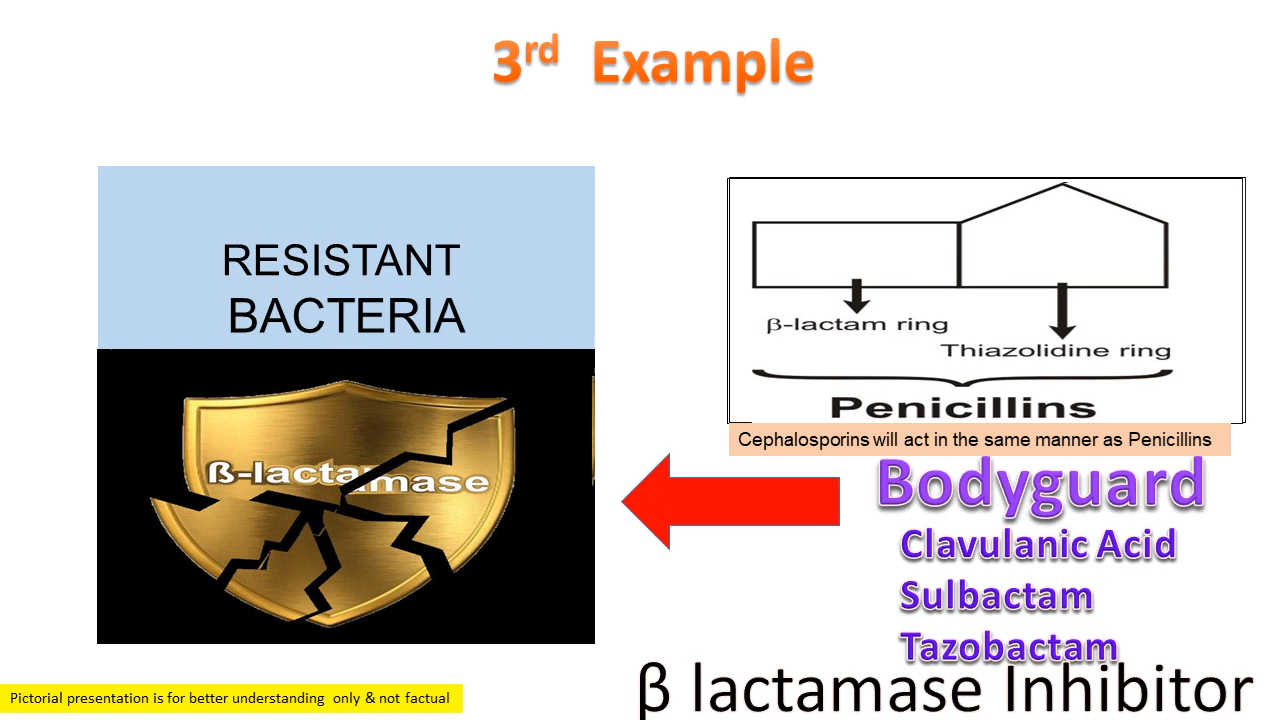 3rd Example
RESISTANT
BACTERIA
ß-lactamase
β-lactam ring
Thiazolidine ring
Penicillins
Cephalosporins will act in the same manner as Penicillins
Bodyguard
Clavulanic Acid
Sulbactam
Tazobactam
β lactamase Inhibitor
Pictorial presentation is for better understanding only & not factual